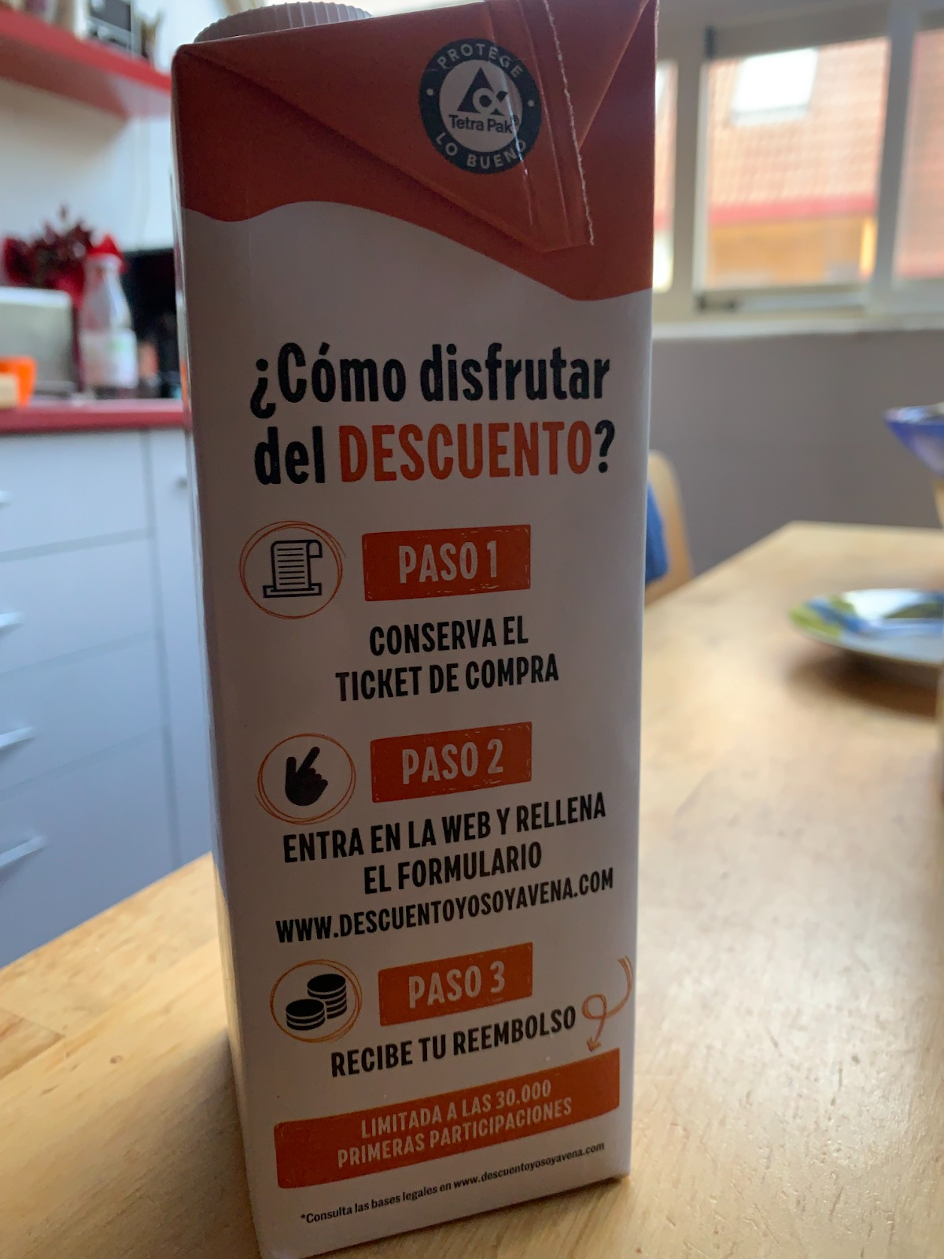 PROTEGE
Tetra Pak®
LO BUENO
¿Cómo disfrutar
del DESCUENTO?
PASO 1
CONSERVA EL
TICKET DE COMPRA
PASO 2
ENTRA EN LA WEB Y RELLENA
EL FORMULARIO
WWW.DESCUENTOYOSOYAVENA.COM
PASO 3
RECIBE TU REEMBOLSO
LIMITADA A LAS 30.000
PRIMERAS PARTICIPACIONES
*Consulta las bases legales en www.descuentoyosoyavena.com